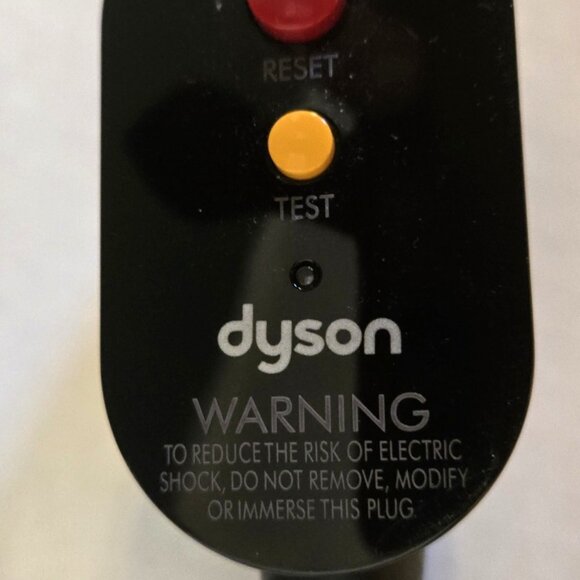 RESET
TEST
dyson
WARNING
TO REDUCE THE RISK OF ELECTRIC
SHOCK, DO NOT REMOVE, MODIFY
OR IMMERSE THIS PLUG